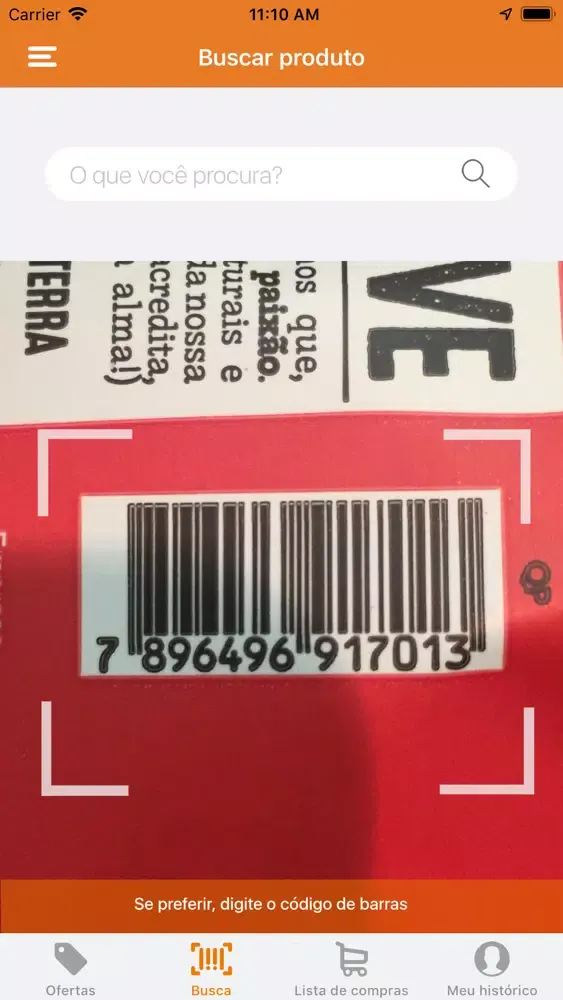 Carrier
11:10 AM
Buscar produto
O que você procura?
VE
nos que,
paixão.
turais e
da nossa
acredita,
alma!)
TERRA
7 896496 917013
Se preferir, digite o código de barras
Ofertas
Busca
Lista de compras
Meu histórico